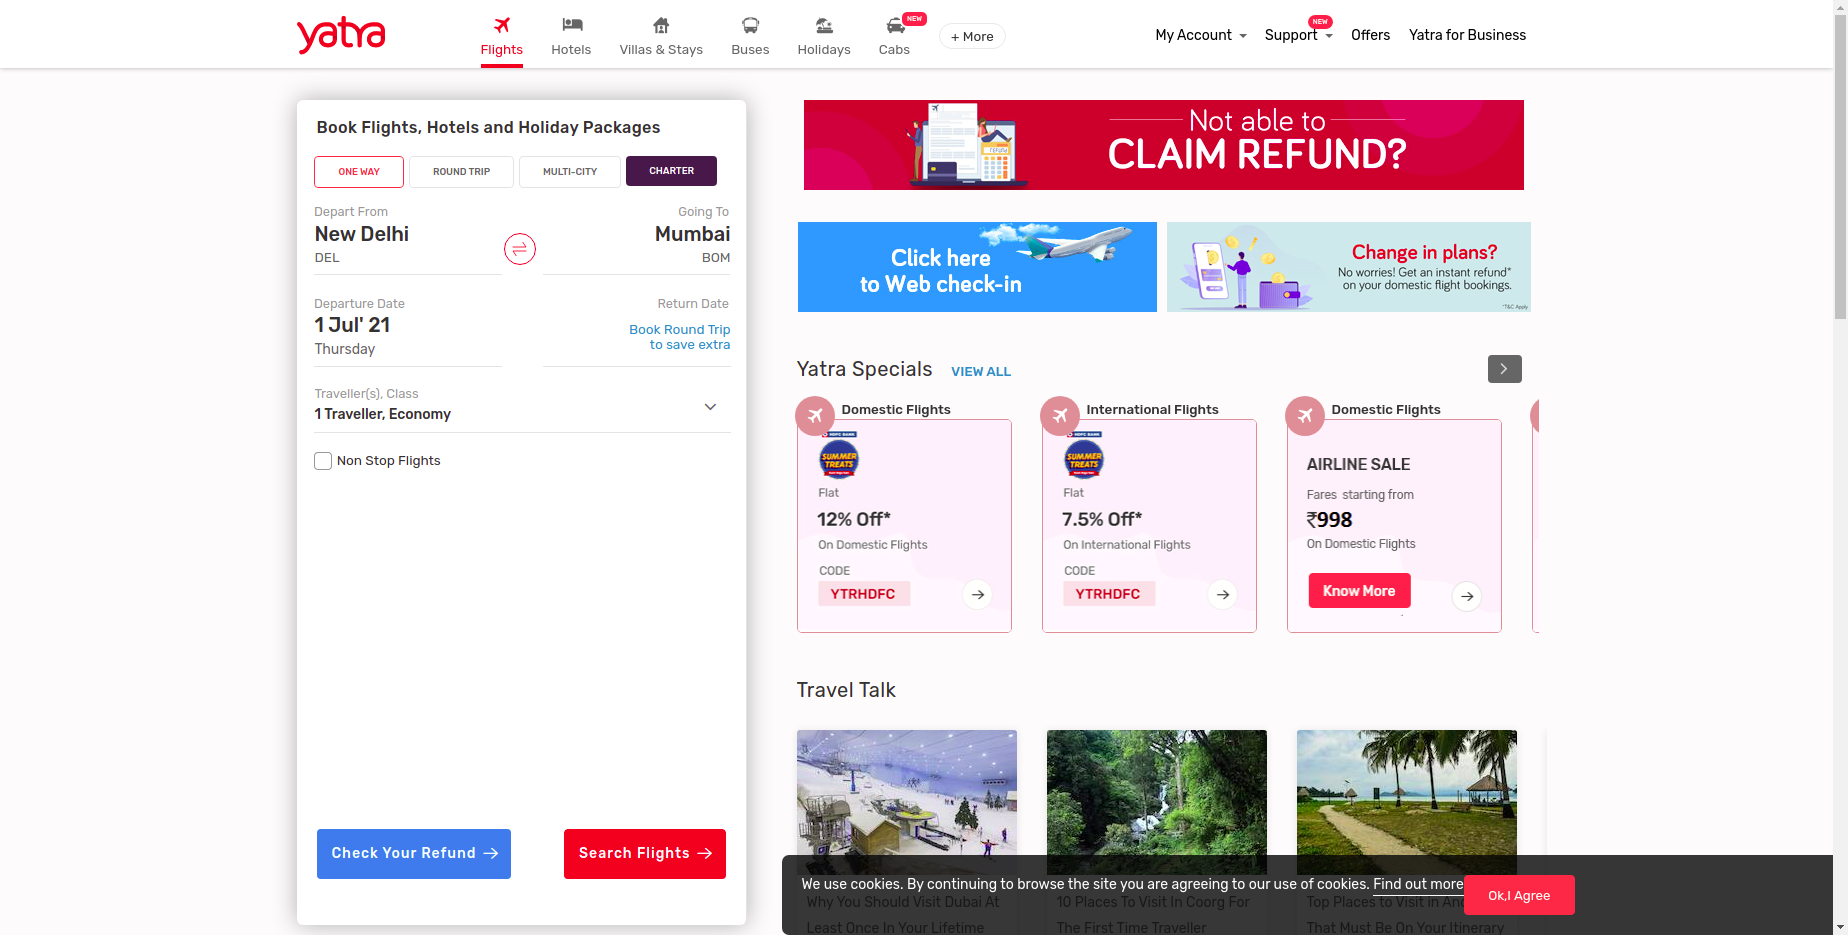 yatra
Flights
Hotels
Villas & Stays
Buses
Holidays
NEW
Cabs
+ More
My Account
NEW
Support
Offers
Yatra for Business
Book Flights, Hotels and Holiday Packages
ONE WAY
ROUND TRIP
MULTI-CITY
CHARTER
Depart From
New Delhi
DEL
Going To
Mumbai
BOM
Departure Date
1 Jul' 21
Thursday
Return Date
Book Round Trip
to save extra
Traveller(s), Class
1 Traveller, Economy
Non Stop Flights
Check Your Refund
Search Flights
refund
Not able to
CLAIM REFUND?
Click here
to Web check-in
Change in plans?
No worries! Get an instant refund*
on your domestic flight bookings.
*T&C Apply
Yatra Specials
VIEW ALL
Domestic Flights
HDFC BANK
SUMMER
TREATS
Flat
12% Off*
On Domestic Flights
CODE
YTRHDFC
International Flights
HDFC BANK
SUMMER
TREATS
Flat
7.5% Off*
On International Flights
CODE
YTRHDFC
Domestic Flights
AIRLINE SALE
Fares starting from
₹998
On Domestic Flights
Know More
Travel Talk
Why You Should Visit Dubai At
Least Once In Your Lifetime
10 Places To Visit In Coorg For
The First Time Traveller
Top Places to Visit in And
That Must Be On Your Itinerary
We use cookies. By continuing to browse the site you are agreeing to our use of cookies. Find out more
Ok,I Agree